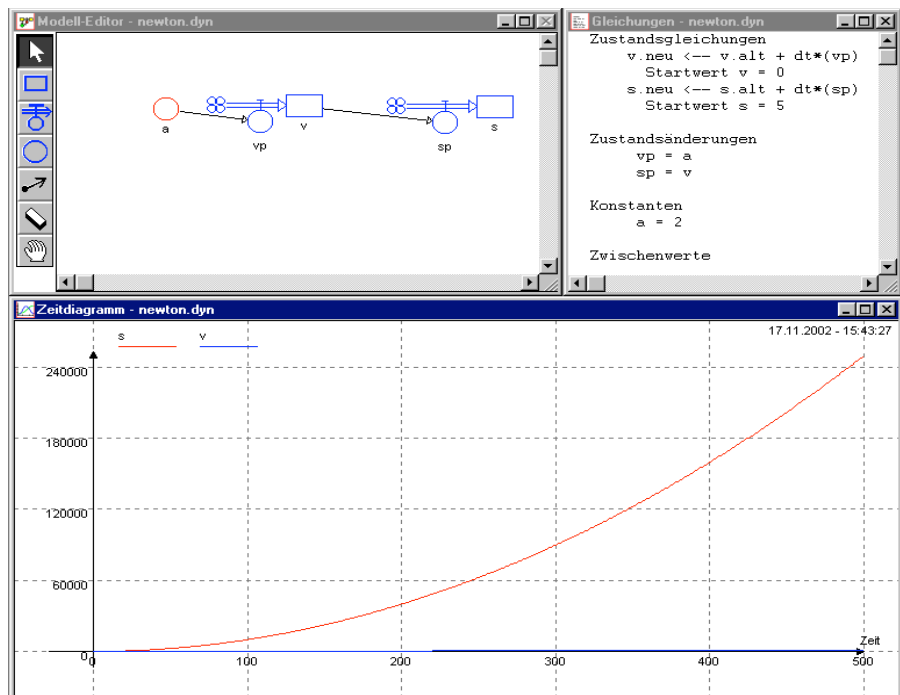 Modell-Editor - newton.dyn
a
vp
v
sp
s
Gleichungen - newton.dyn
Zustandsgleichungen
v.neu <-- v.alt + dt*(vp)
Startwert v = 0
s.neu <-- s.alt + dt*(sp)
Startwert s = 5
Zustandsänderungen
vp = a
sp = v
Konstanten
a = 2
Zwischenwerte
Zeitdiagramm - newton.dyn
s v
17.11.2002 - 15:43:27
240000
180000
120000
60000
Zeit
0
0 100 200 300 400 500